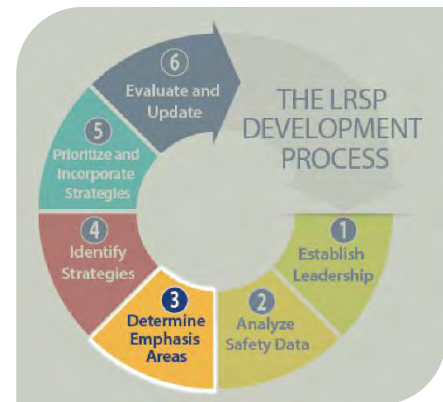 THE LRSP
DEVELOPMENT
PROCESS
1
Establish
Leadership
2
Analyze
Safety Data
3
Determine
Emphasis
Areas
4
Identify
Strategies
5
Prioritize and
Incorporate
Strategies
6
Evaluate and
Update